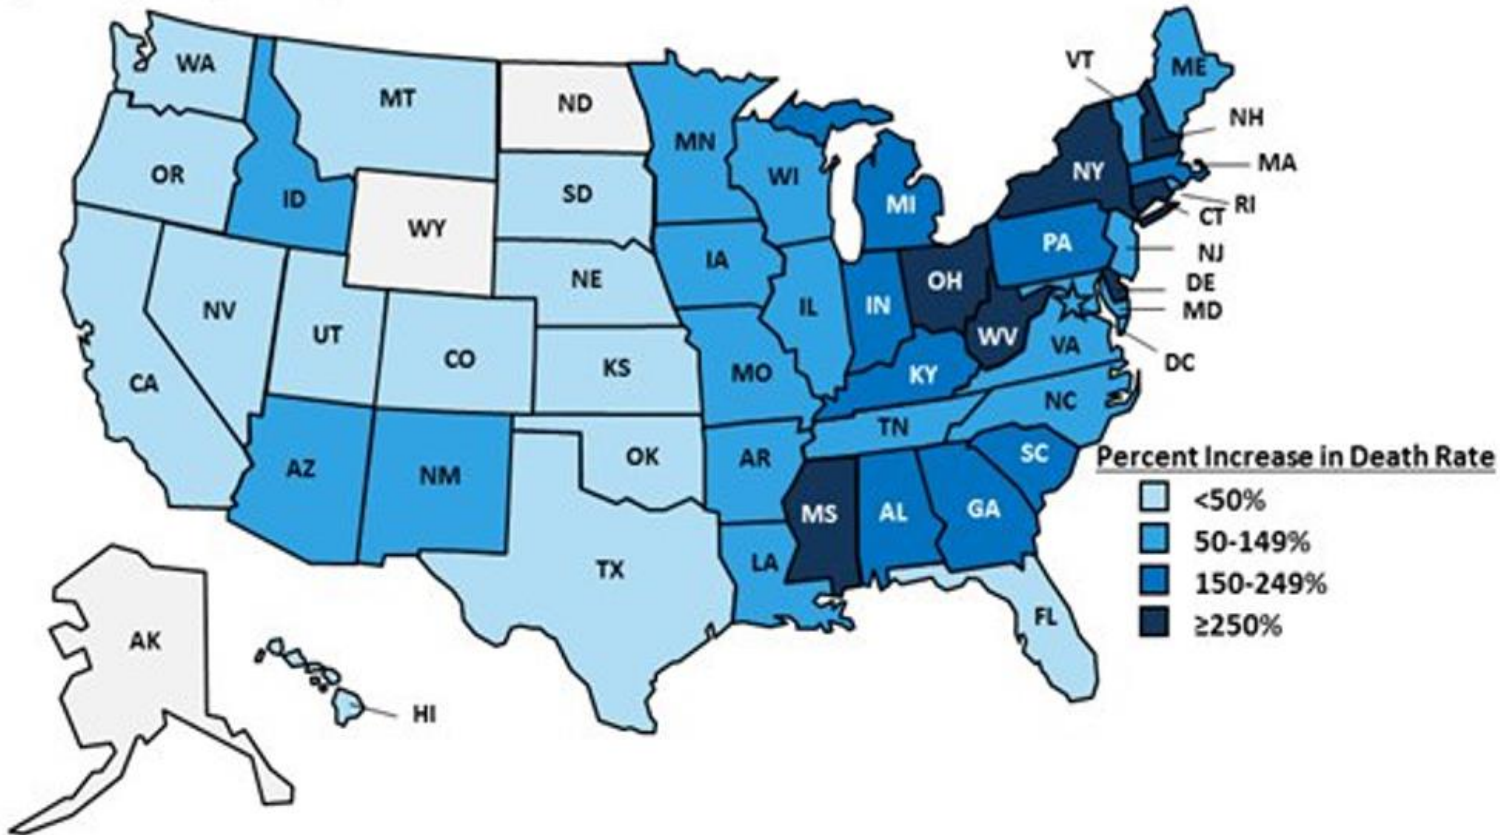 VT
ME
WA
MT
ND
MN
NH
OR
ID
SD
WI
NY
MA
MI
RI
CT
WY
PA
NJ
IA
NE
OH
DE
NV
IL
IN
MD
UT
WV
VA
CO
KS
MO
KY
DC
CA
NC
TN
AZ
NM
OK
AR
SC
Percent Increase in Death Rate
<50%
MS
AL
GA
50-149%
TX
LA
150-249%
FL
≥250%
AK
HI